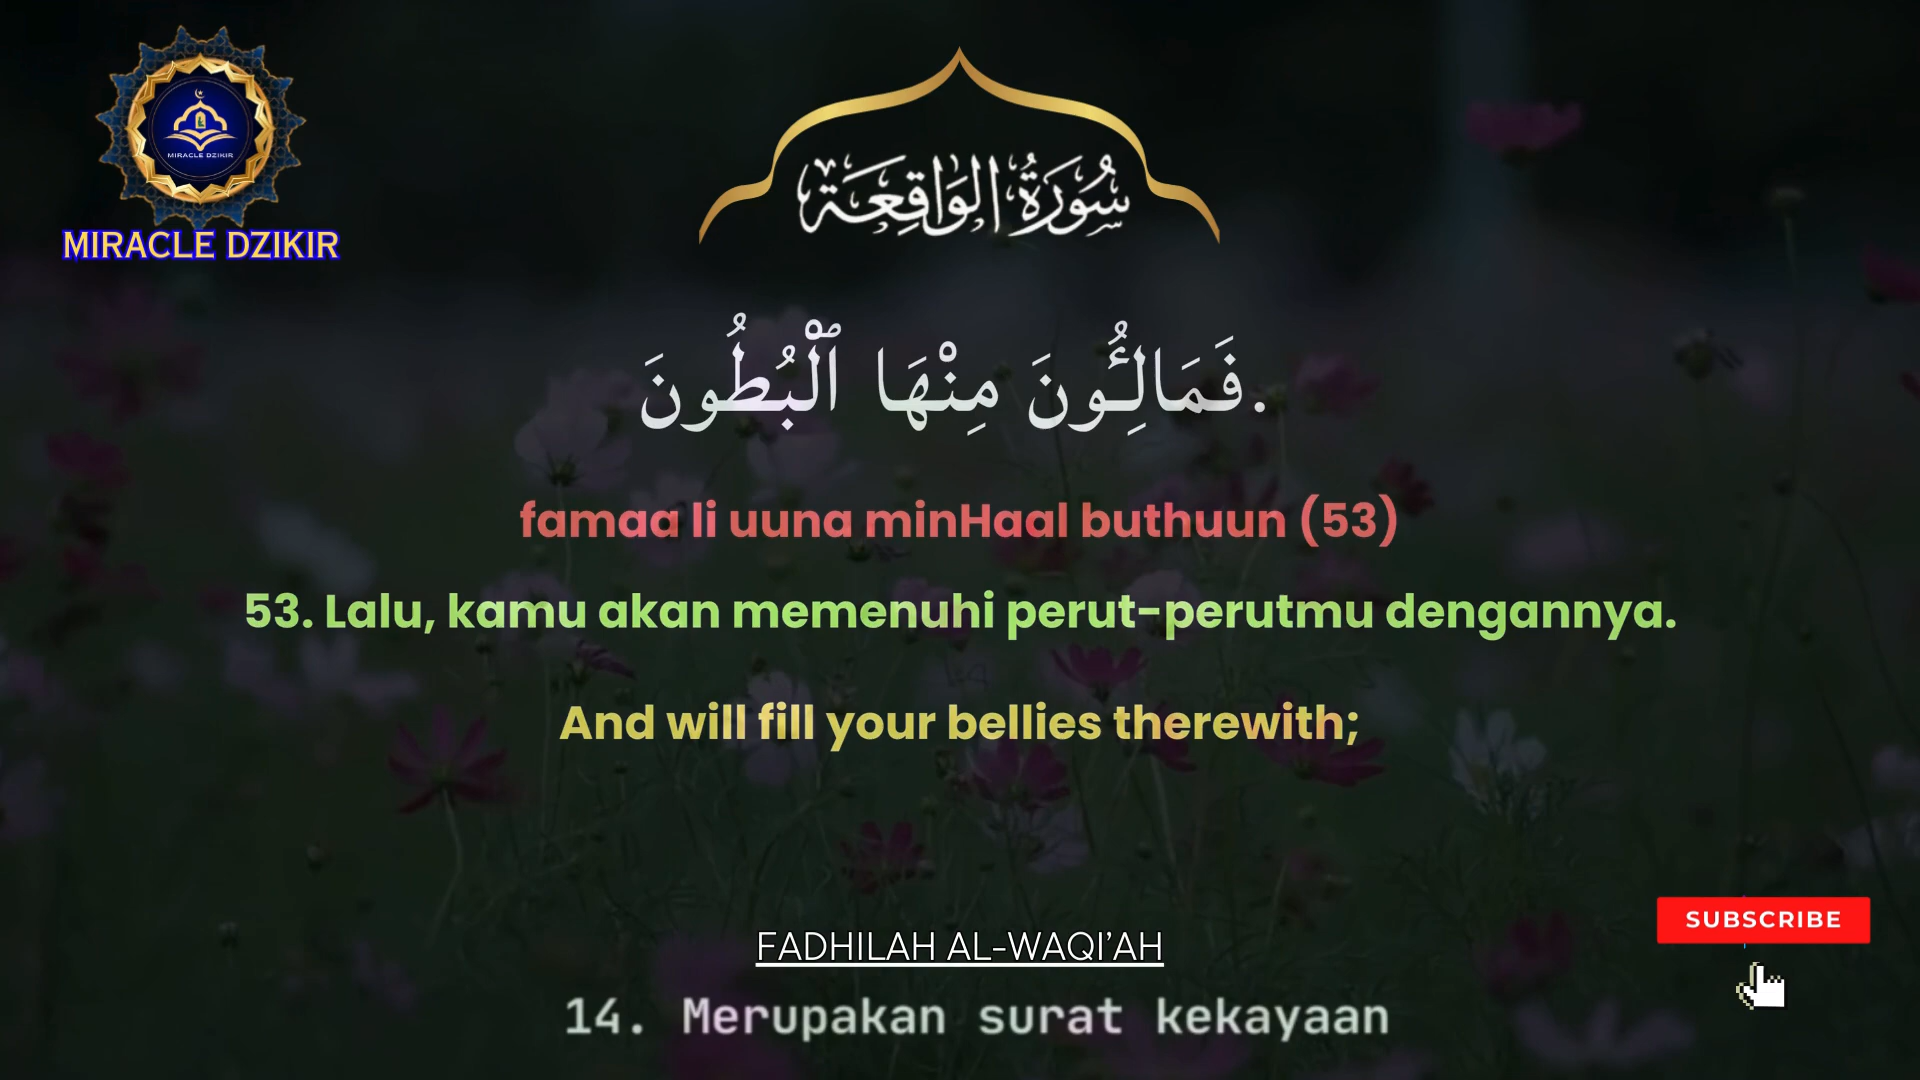 MIRACLE DZIKIR
MIRACLE DZIKIR
سُورَةُ الوَاقِعَة
فَمَالِـُٔونَ مِنْهَا ٱلْبُطُونَ.
famaa li uuna minHaal buthuun (53)
53. Lalu, kamu akan memenuhi perut-perutmu dengannya.
And will fill your bellies therewith;
SUBSCRIBE
FADHILAH AL-WAQI'AH
14. Merupakan surat kekayaan